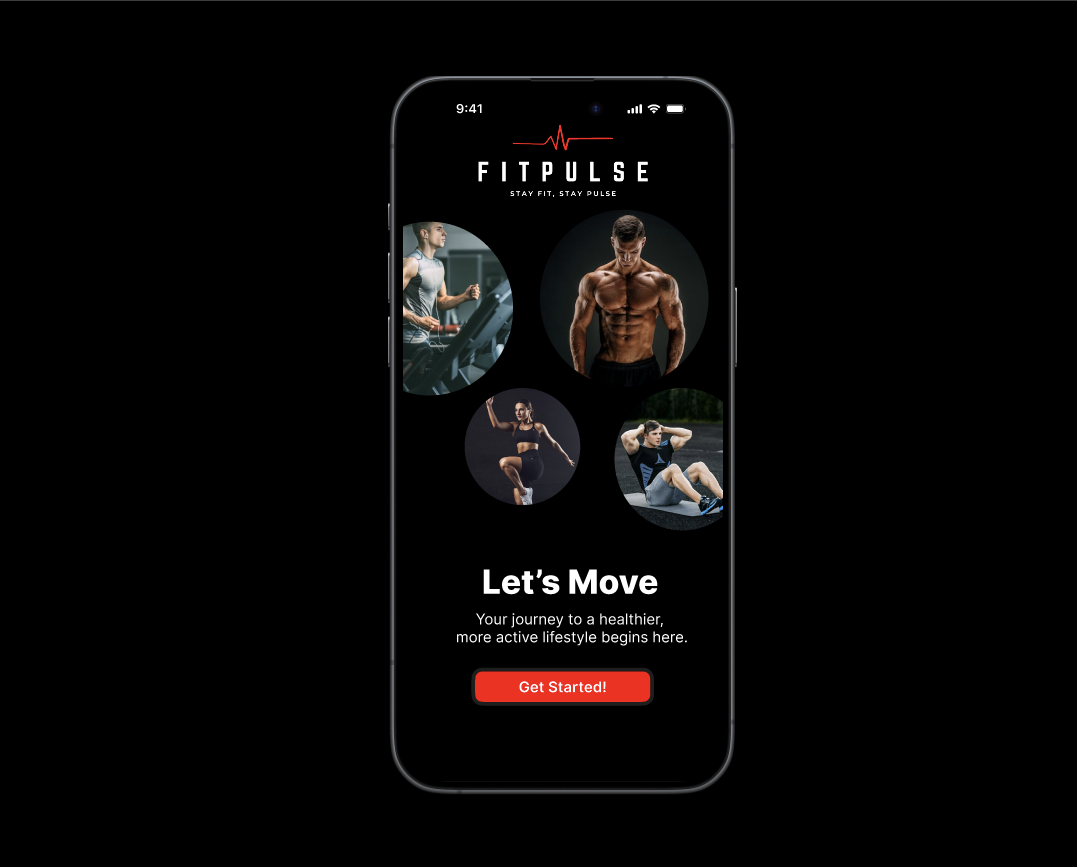 9:41
FITPULSE
STAY FIT, STAY PULSE
Let’s Move
Your journey to a healthier,
more active lifestyle begins here.
Get Started!